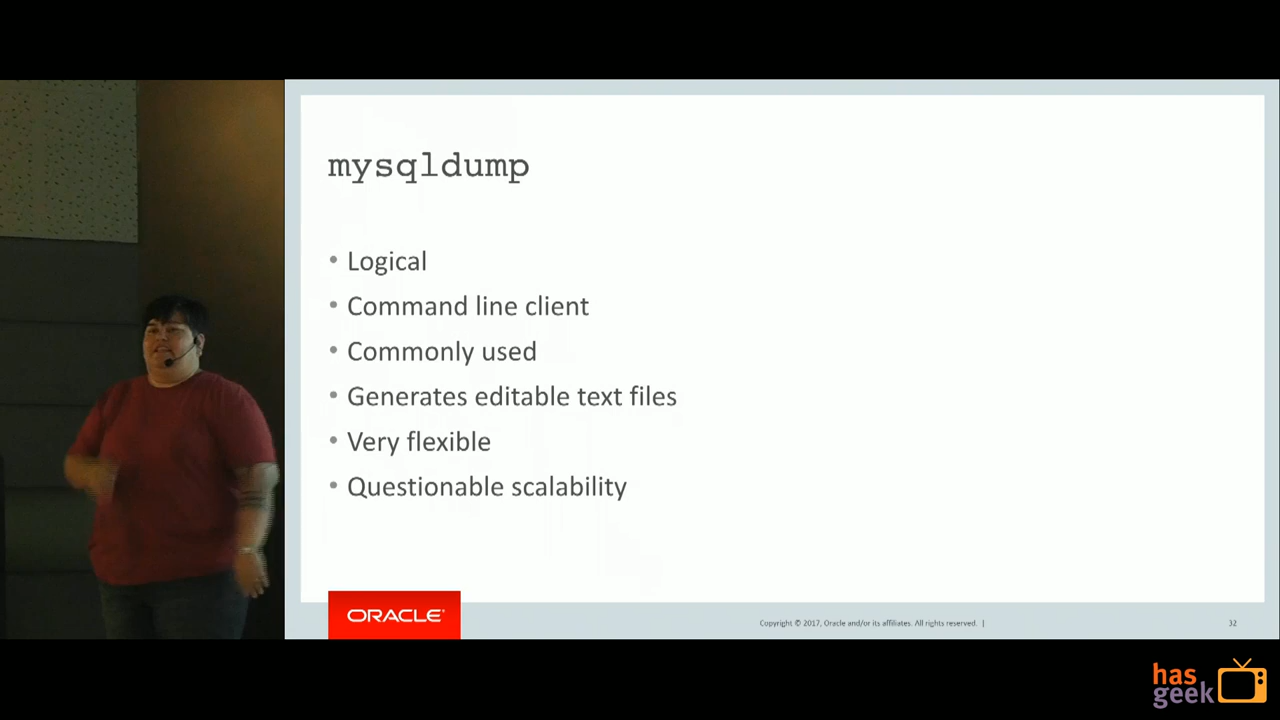 mysqldump
• Logical
• Command line client
• Commonly used
• Generates editable text files
• Very flexible
• Questionable scalability
ORACLE®
Copyright © 2017, Oracle and/or its affiliates. All rights reserved. |
32
has
geek